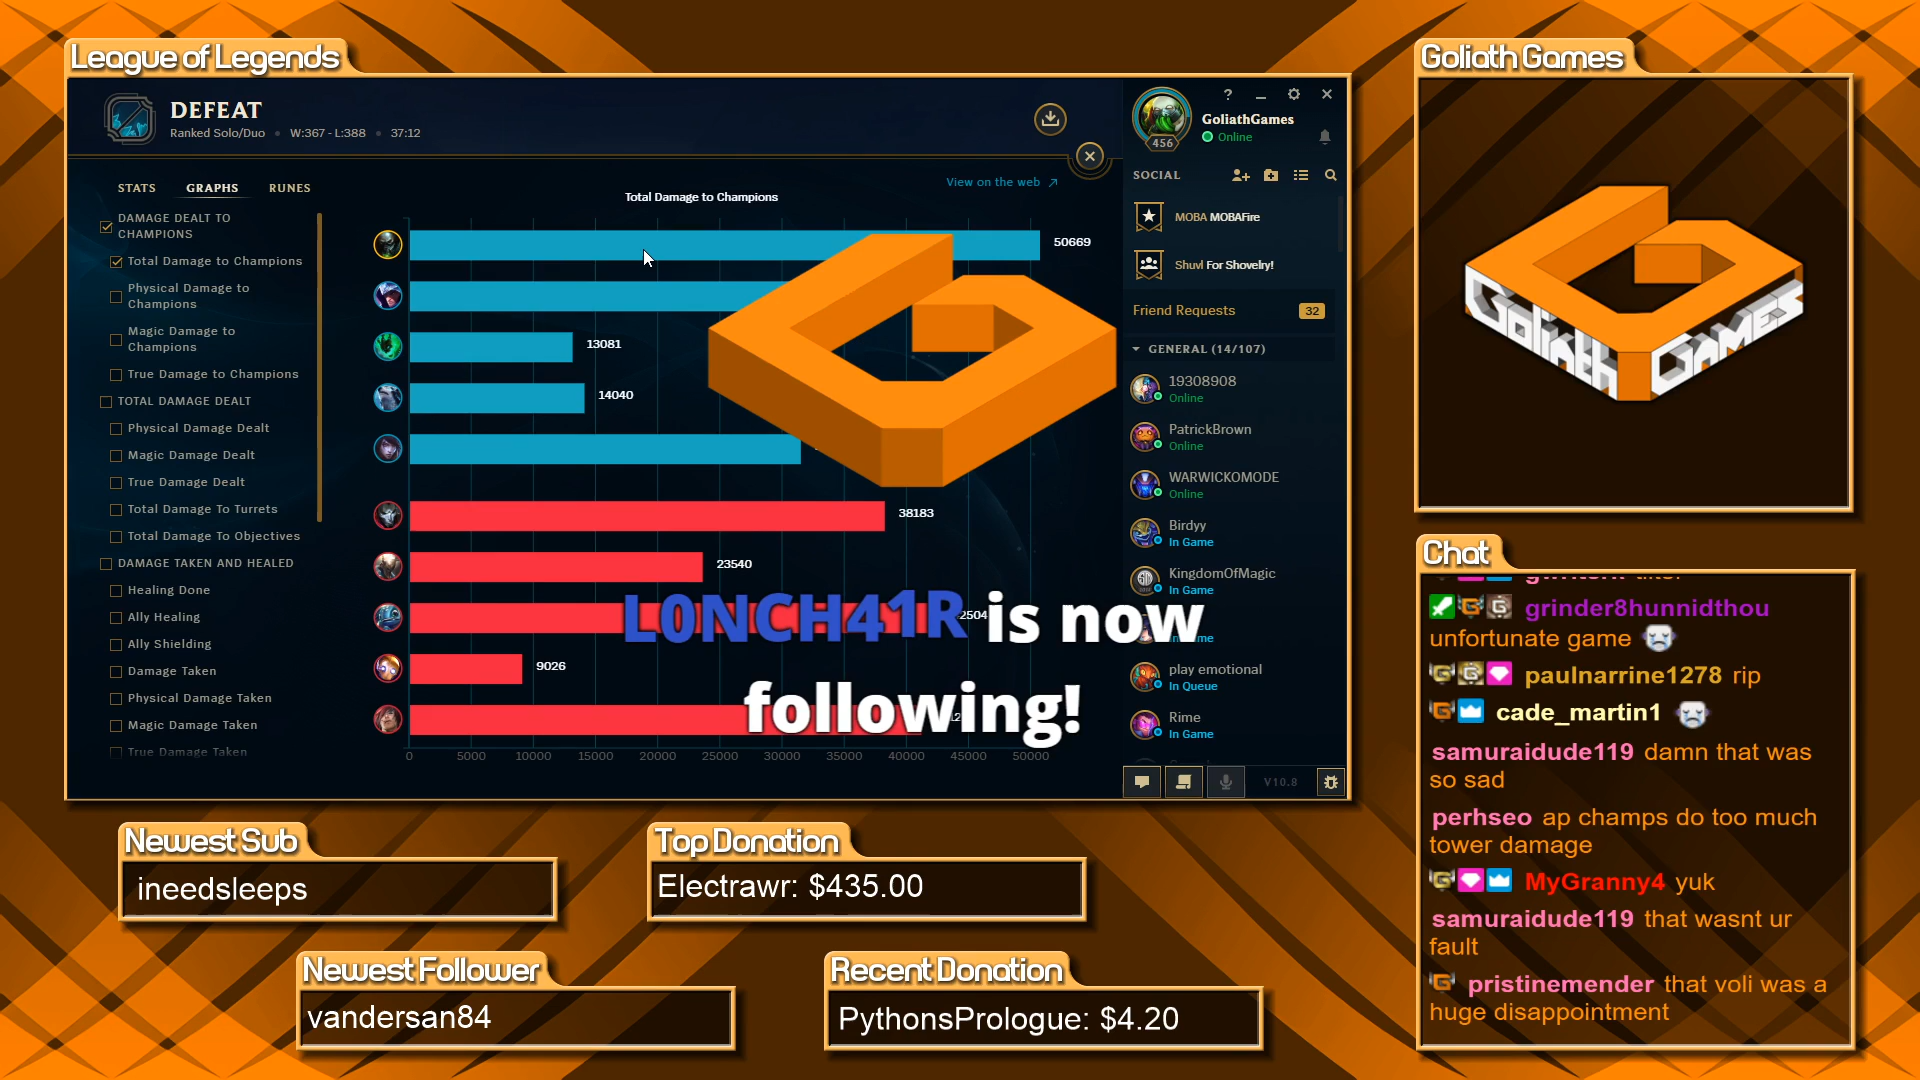 League of Legends
DEFEAT
Ranked Solo/Duo • W:367 - L:388 • 37:12
STATS
GRAPHS
RUNES
View on the web
DAMAGE DEALT TO
CHAMPIONS
Total Damage to Champions
Physical Damage to
Champions
Magic Damage to
Champions
True Damage to Champions
TOTAL DAMAGE DEALT
Physical Damage Dealt
Magic Damage Dealt
True Damage Dealt
Total Damage To Turrets
Total Damage To Objectives
DAMAGE TAKEN AND HEALED
Healing Done
Ally Healing
Ally Shielding
Damage Taken
Physical Damage Taken
Magic Damage Taken
True Damage Taken
Total Damage to Champions
50669
13081
14040
38183
23540
9026
0 5000 10000 15000 20000 25000 30000 35000 40000 45000 50000
L0NCH41R is now
following!
?
456
GoliathGames
Online
SOCIAL
MOBA MOBAFire
Shuvl For Shovelry!
Friend Requests
32
GENERAL (14/107)
19308908
Online
PatrickBrown
Online
WARWICKOMODE
Online
Birdyy
In Game
KingdomOfMagic
In Game
play emotional
In Queue
Rime
In Game
V10.8
Goliath Games
Goliath GAMES
Chat
grinder8hunnidthou
unfortunate game
paulnarrine1278 rip
cade_martin1
samuraidude119 damn that was
so sad
perhseo ap champs do too much
tower damage
MyGranny4 yuk
samuraidude119 that wasnt ur
fault
pristinemender that voli was a
huge disappointment
Newest Sub
ineedsleeps
Top Donation
Electrawr: $435.00
Newest Follower
vandersan84
Recent Donation
PythonsPrologue: $4.20